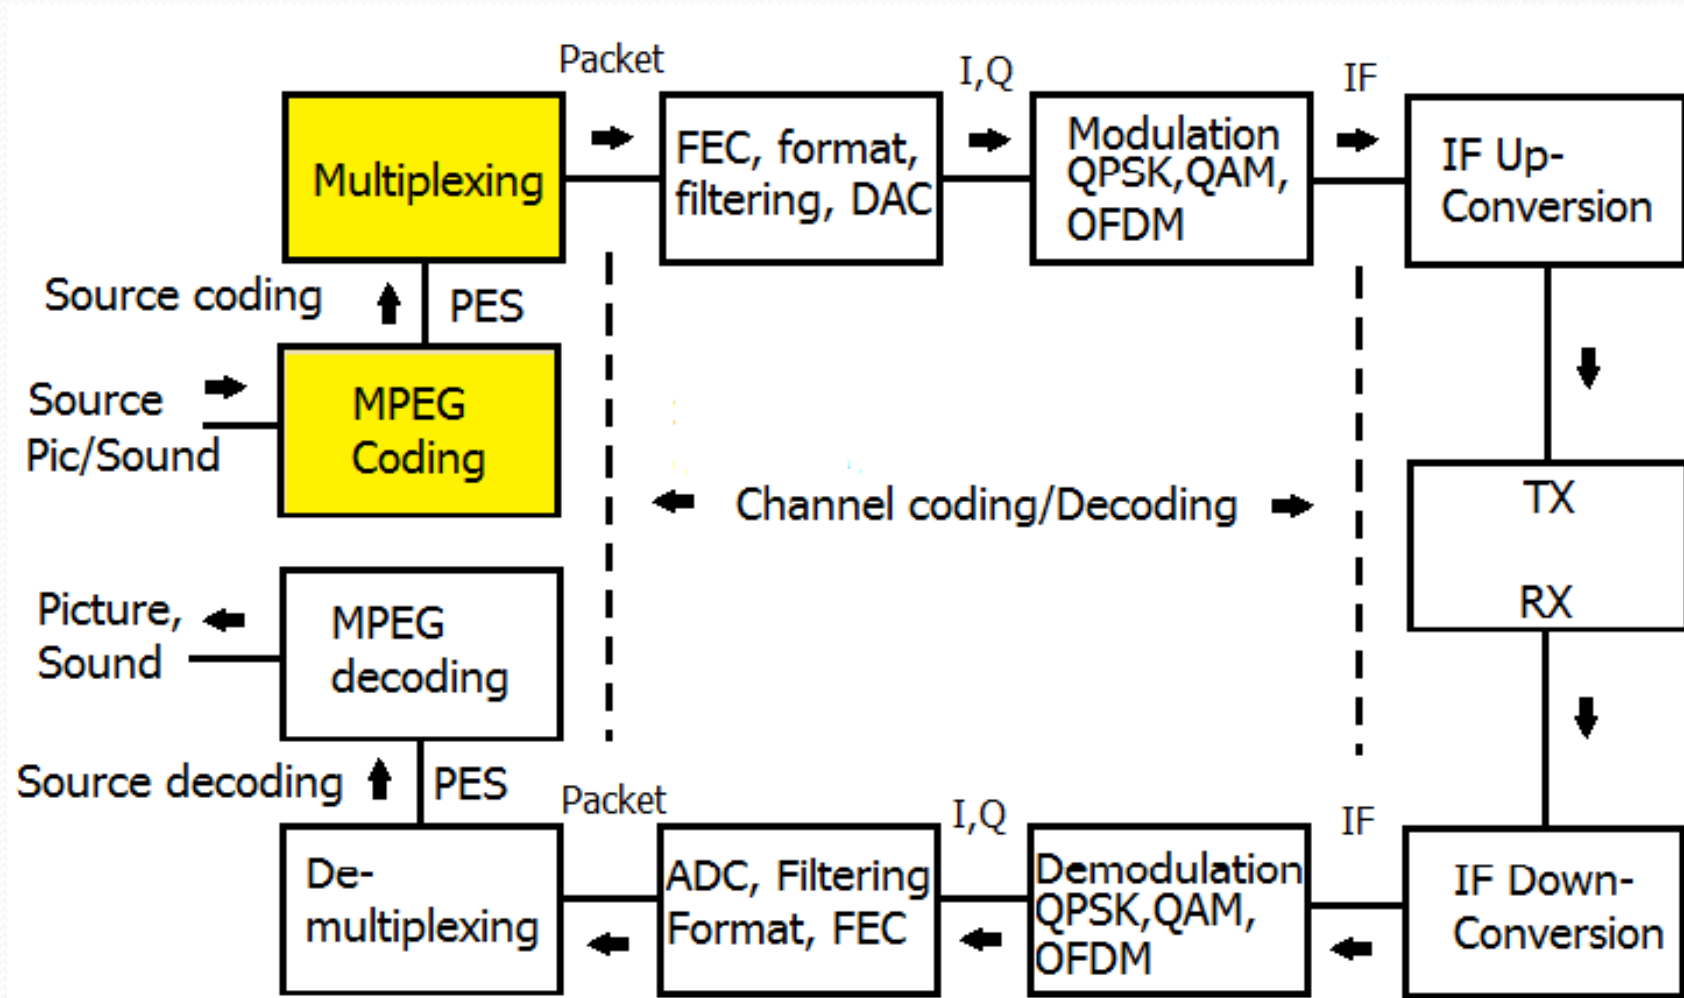 Packet
I,Q
IF
Multiplexing
FEC, format,
filtering, DAC
Modulation
QPSK,QAM,
OFDM
IF Up-
Conversion
Source coding
PES
Source
Pic/Sound
MPEG
Coding
Channel coding/Decoding
TX
RX
Picture,
Sound
MPEG
decoding
Source decoding
PES
Packet
I,Q
IF
De-
multiplexing
ADC, Filtering
Format, FEC
Demodulation
QPSK,QAM,
OFDM
IF Down-
Conversion